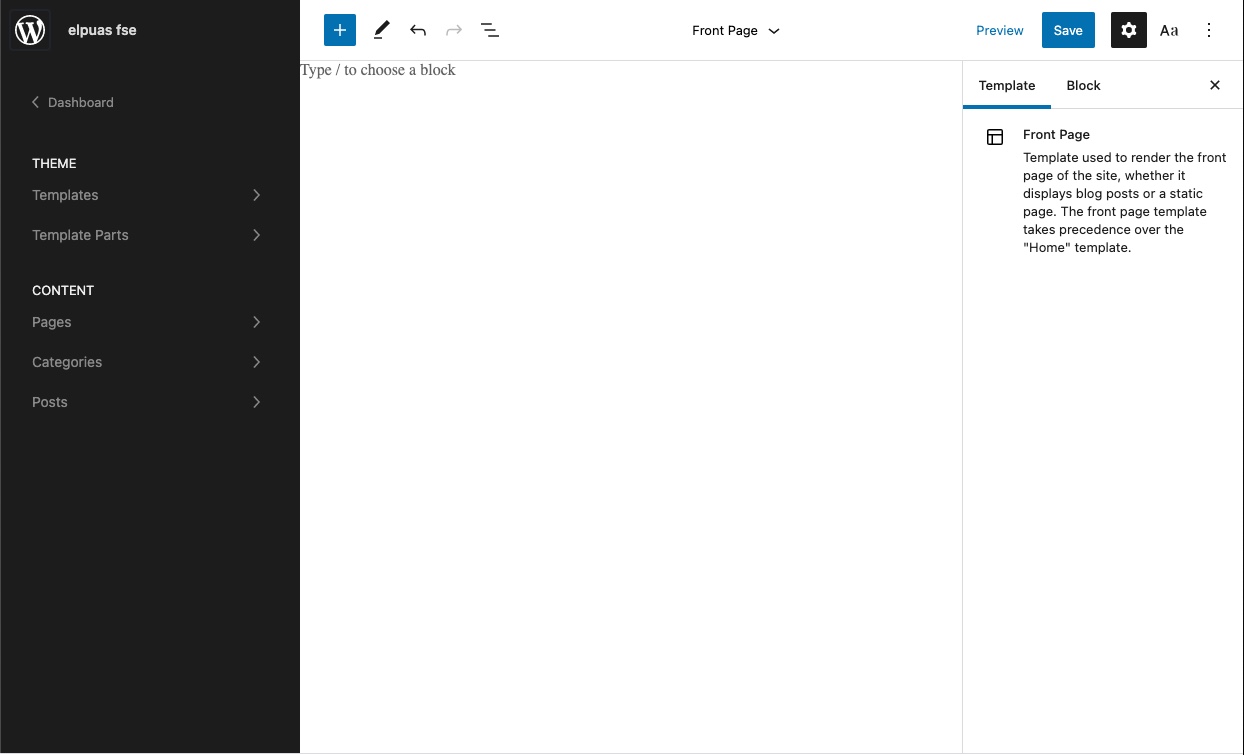 elpuas fse
Front Page
Preview
Save
Aa
Dashboard
THEME
Templates
Template Parts
CONTENT
Pages
Categories
Posts
Type / to choose a block
Template
Block
Front Page
Template used to render the front
page of the site, whether it
displays blog posts or a static
page. The front page template
takes precedence over the
"Home" template.